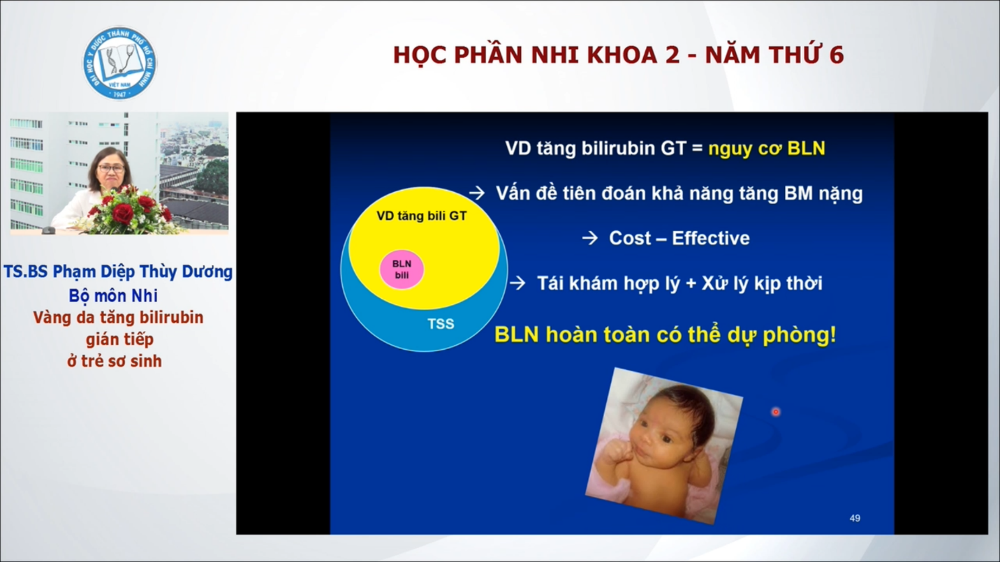 ĐẠI HỌC Y DƯỢC THÀNH PHỐ HỒ CHÍ MINH
VIỆT NAM
1947
HỌC PHẦN NHI KHOA 2 - NĂM THỨ 6
TS.BS Phạm Diệp Thùy Dương
Bộ môn Nhi
Vàng da tăng bilirubin
gián tiếp
ở trẻ sơ sinh
VD tăng bilirubin GT = nguy cơ BLN
→ Vấn đề tiên đoán khả năng tăng BM nặng
→ Cost – Effective
→ Tái khám hợp lý + Xử lý kịp thời
BLN hoàn toàn có thể dự phòng!
VD tăng bili GT
BLN
bili
TSS
49